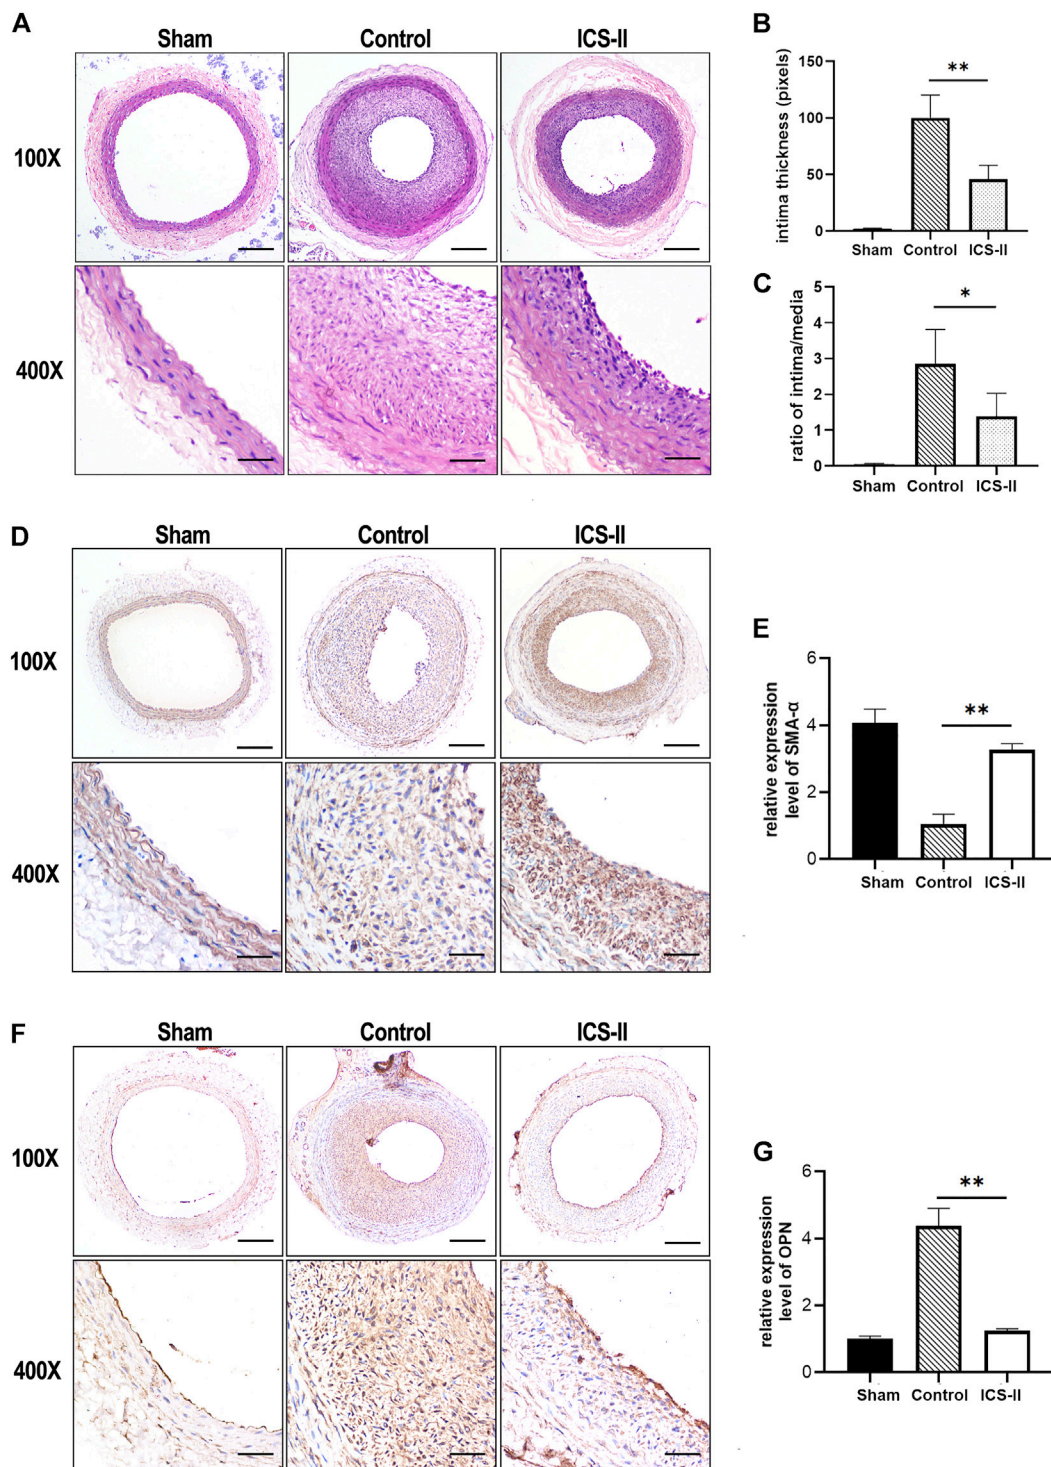 A
Sham
Control
ICS-II
100X
400X
B
intima thickness (pixels)
150
100
50
0
**
Sham
Control
ICS-II
C
ratio of intima/media
5
4
3
2
1
0
*
Sham
Control
ICS-II
D
Sham
Control
ICS-II
100X
400X
E
relative expression
level of SMA-α
6
4
2
0
**
Sham
Control
ICS-II
F
Sham
Control
ICS-II
100X
400X
G
relative expression
level of OPN
6
4
2
0
**
Sham
Control
ICS-II